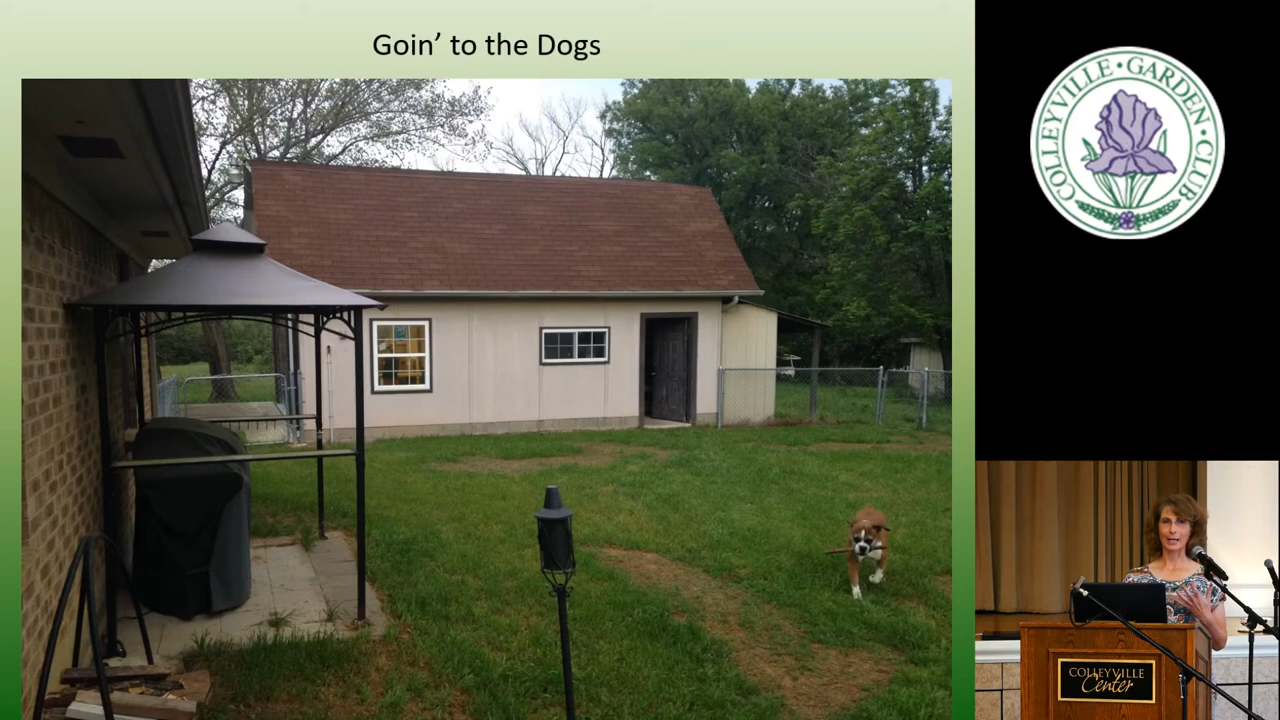 Goin’ to the Dogs
COLLEYVILLE • GARDEN • CLUB
COLLEYVILLE
Center